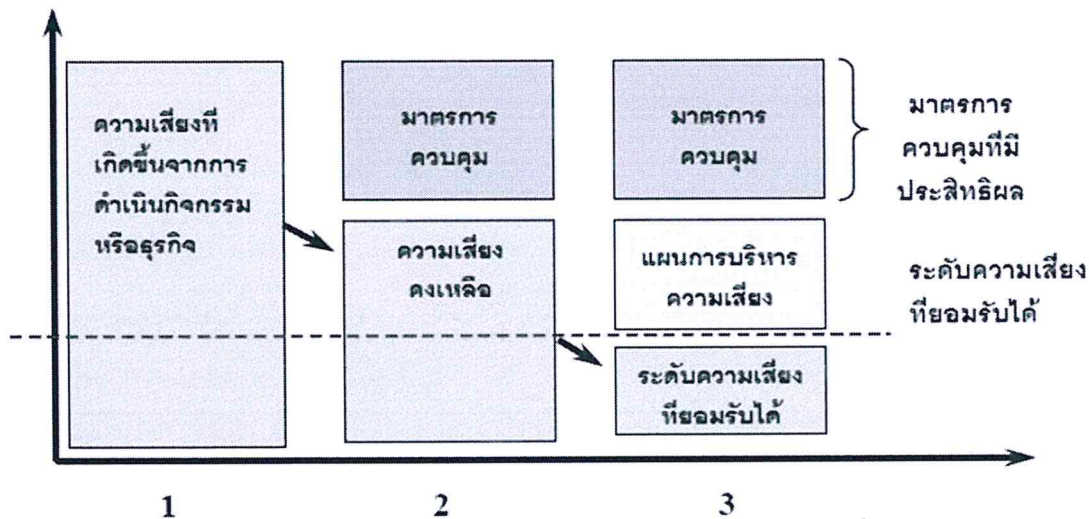 ความเสี่ยงที่
เกิดขึ้นจากการ
ดำเนินกิจกรรม
หรือธุรกิจ
มาตรการ
ควบคุม
ความเสี่ยง
คงเหลือ
มาตรการ
ควบคุม
แผนการบริหาร
ความเสี่ยง
ระดับความเสี่ยง
ที่ยอมรับได้
มาตรการ
ควบคุมที่มี
ประสิทธิผล
ระดับความเสี่ยง
ที่ยอมรับได้
1
2
3